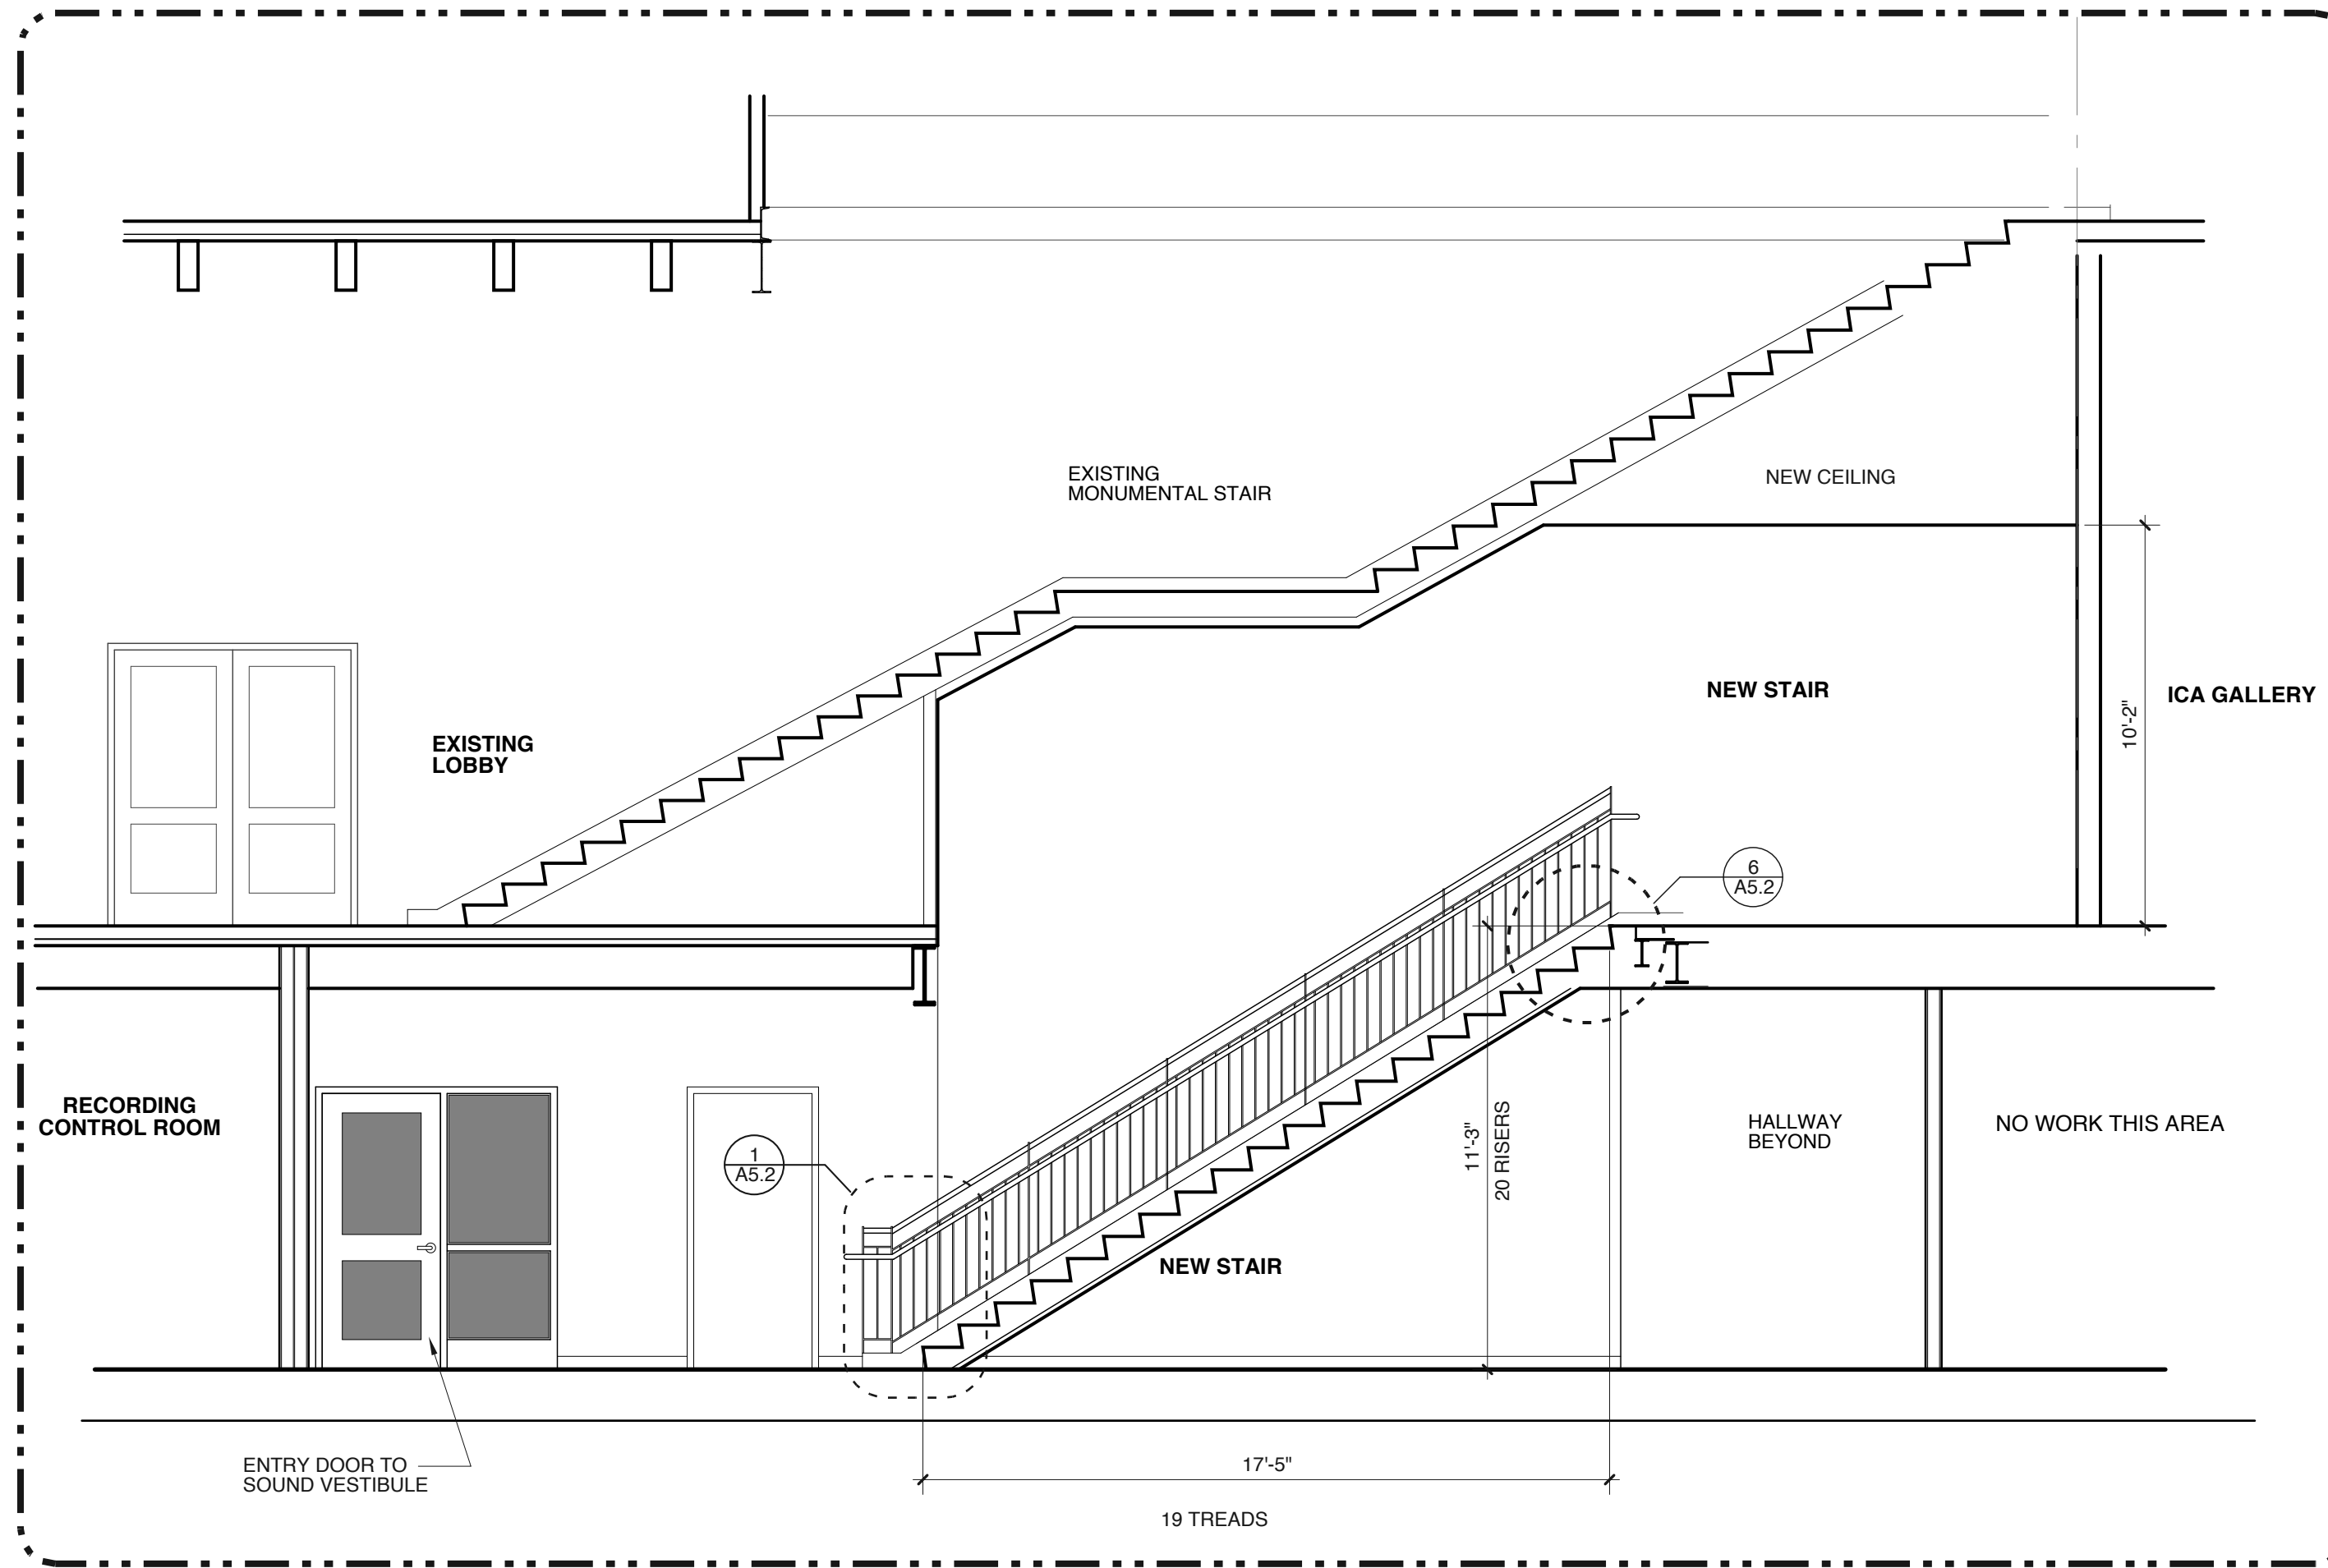 EXISTING
MONUMENTAL STAIR
NEW CEILING
NEW STAIR
ICA GALLERY
10'-2"
EXISTING
LOBBY
6
A5.2
RECORDING
CONTROL ROOM
1
A5.2
11'-3"
20 RISERS
HALLWAY
BEYOND
NO WORK THIS AREA
NEW STAIR
ENTRY DOOR TO
SOUND VESTIBULE
17'-5"
19 TREADS